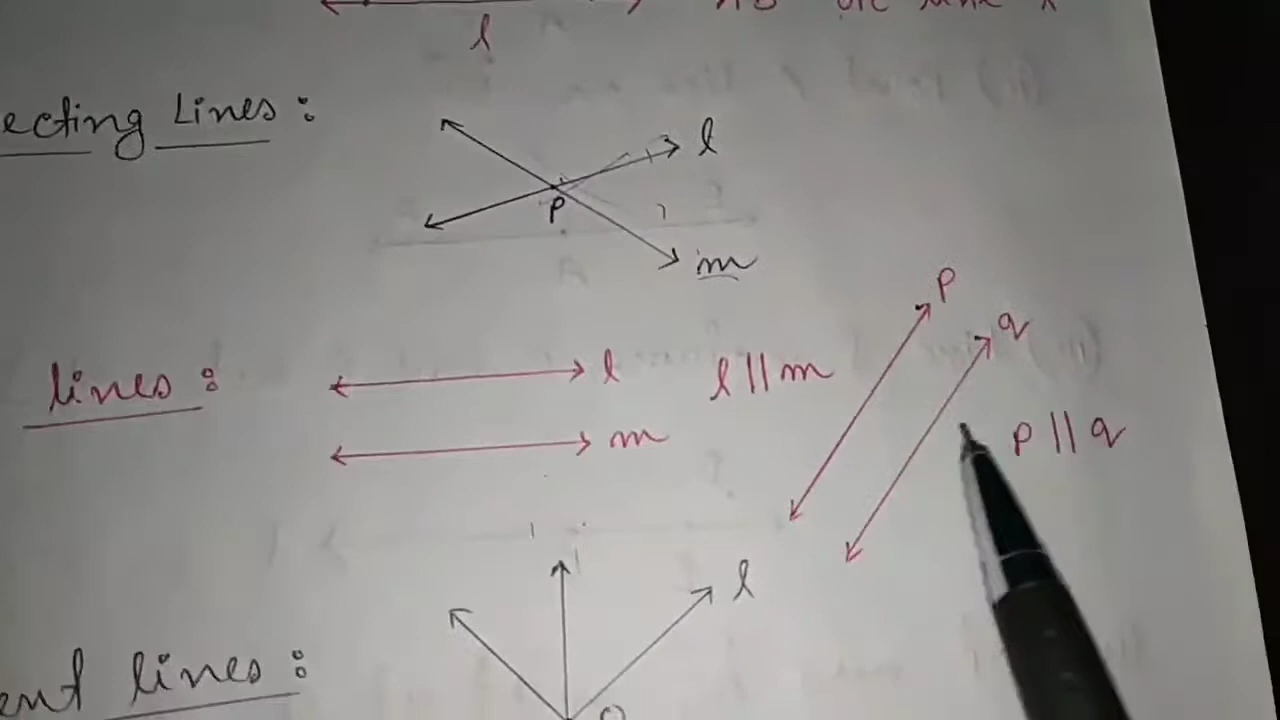 l
ecting Lines :
l
P
m
p
q
lines :
l
l || m
m
p || q
l
ent lines :